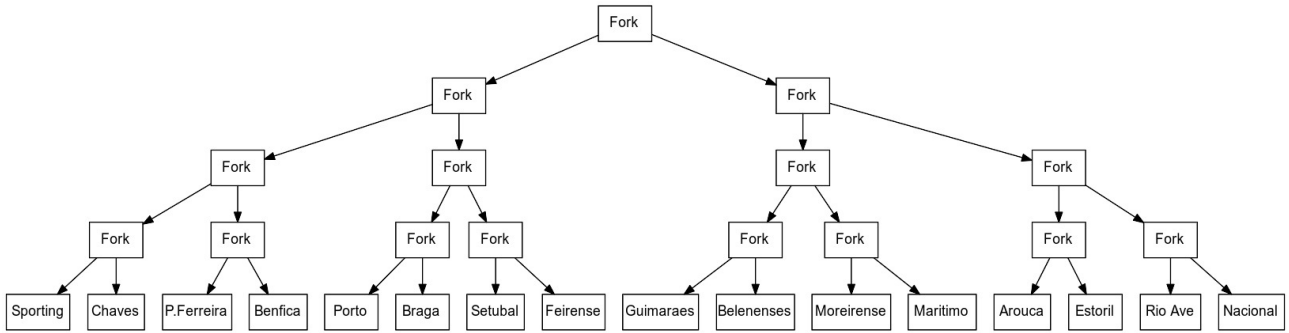 Fork
Fork Fork
Fork Fork Fork Fork
Fork Fork Fork Fork Fork Fork Fork Fork
Sporting Chaves P.Ferreira Benfica Porto Braga Setubal Feirense Guimaraes Belenenses Moreirense Maritimo Arouca Estoril Rio Ave Nacional